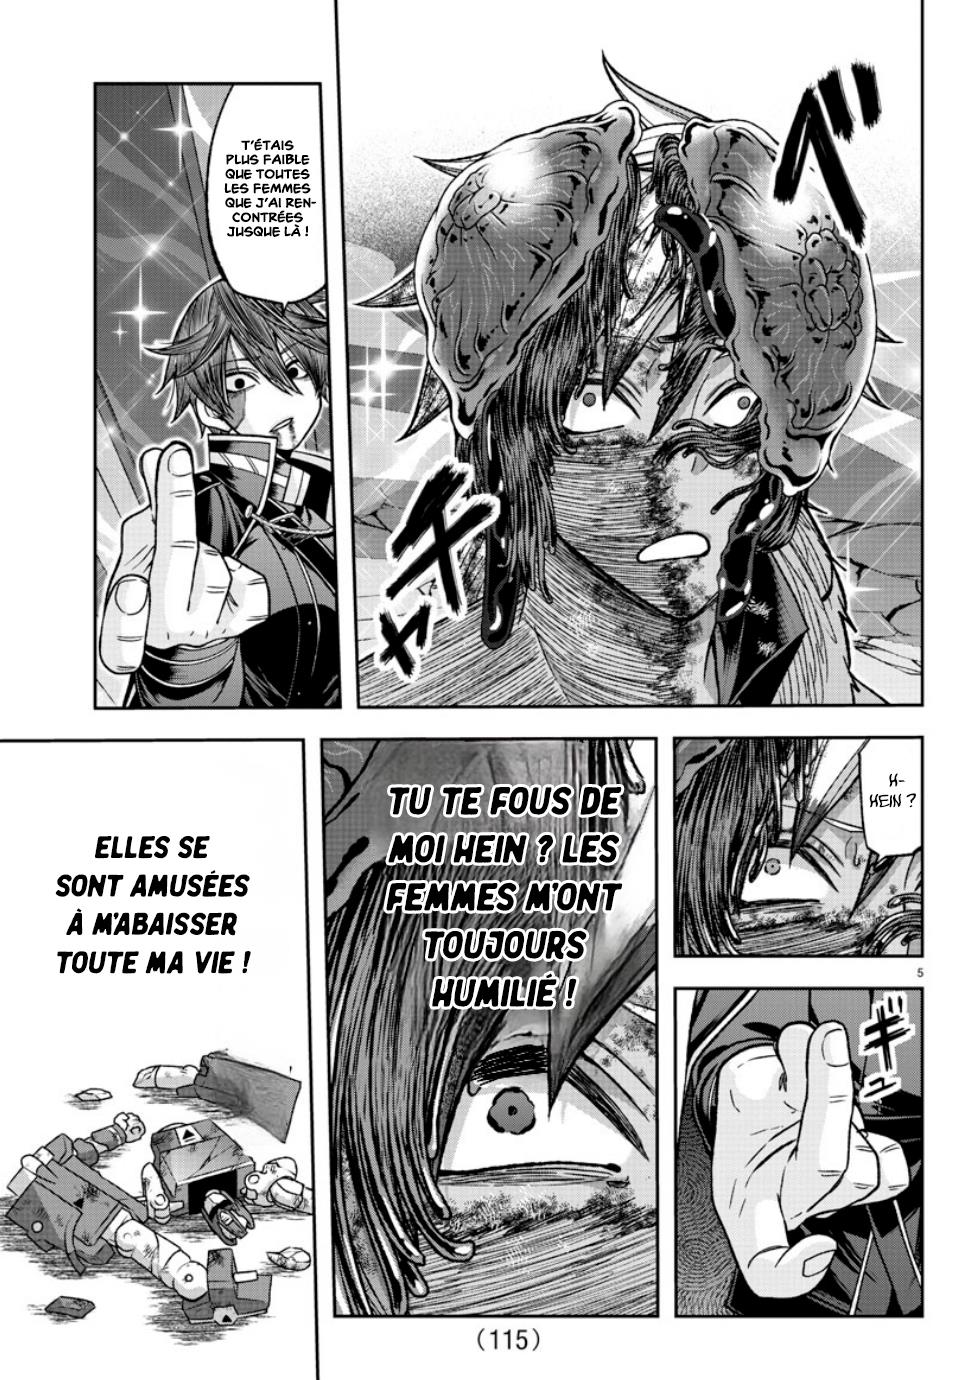 ベ
チャ
T'ÉTAIS
PLUS FAIBLE
QUE TOUTES
LES FEMMES
QUE J'AI REN-
CONTRÉES
JUSQUE LÀ !
H-
HEIN ?
5
ギュ
TU TE FOUS DE
MOI HEIN ? LES
FEMMES M'ONT
TOUJOURS
HUMILIÉ !
ELLES SE
SONT AMUSÉES
À M'ABAISSER
TOUTE MA VIE !
(115)